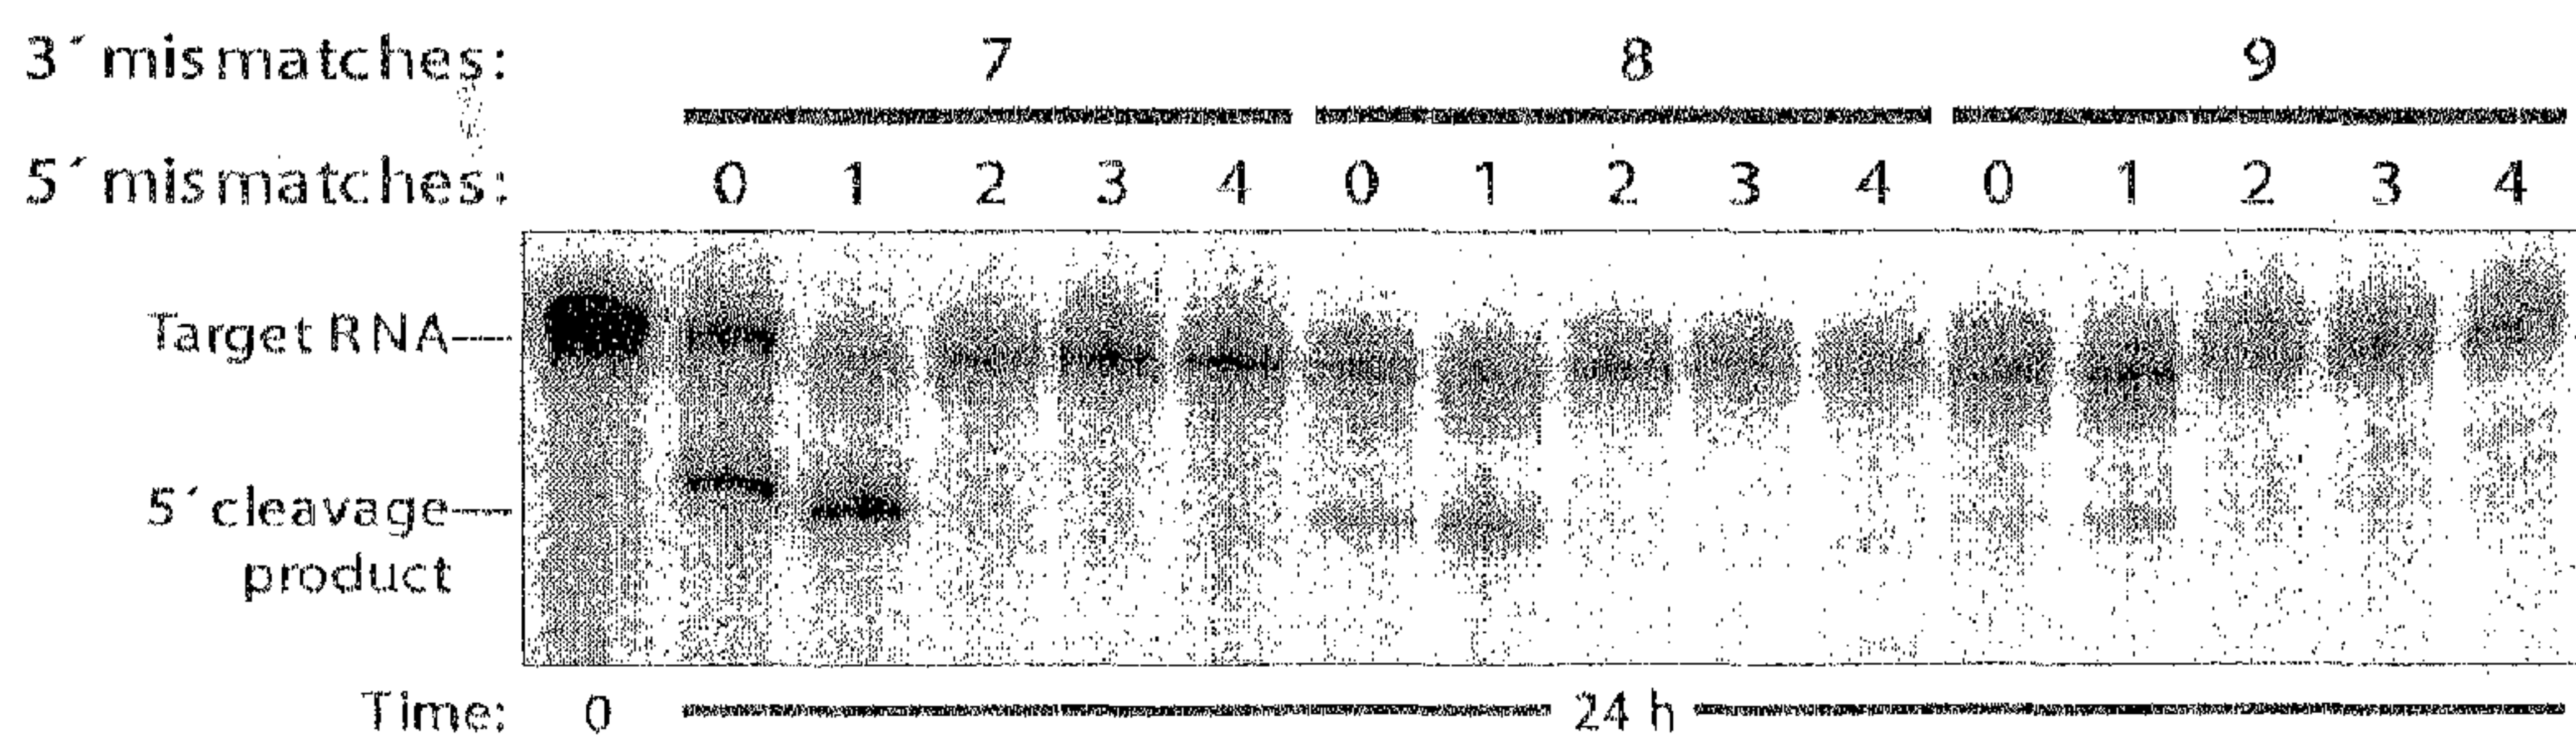 3´ mismatches: 7 8 9
5´ mismatches: 0 1 2 3 4 0 1 2 3 4 0 1 2 3 4
Target RNA
5´ cleavage
product
Time: 0 24 h